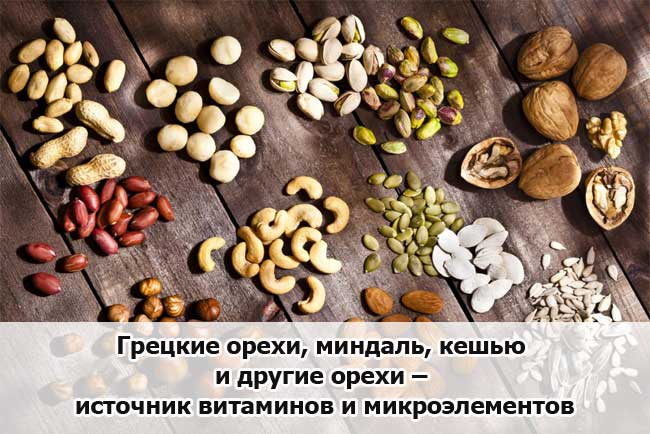 Грецкие орехи, миндаль, кешью
и другие орехи –
источник витаминов и микроэлементов